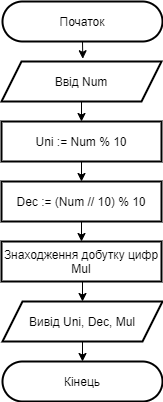 Початок
Ввід Num
Uni := Num % 10
Dec := (Num // 10) % 10
Знаходження добутку цифр
Mul
Вивід Uni, Dec, Mul
Кінець